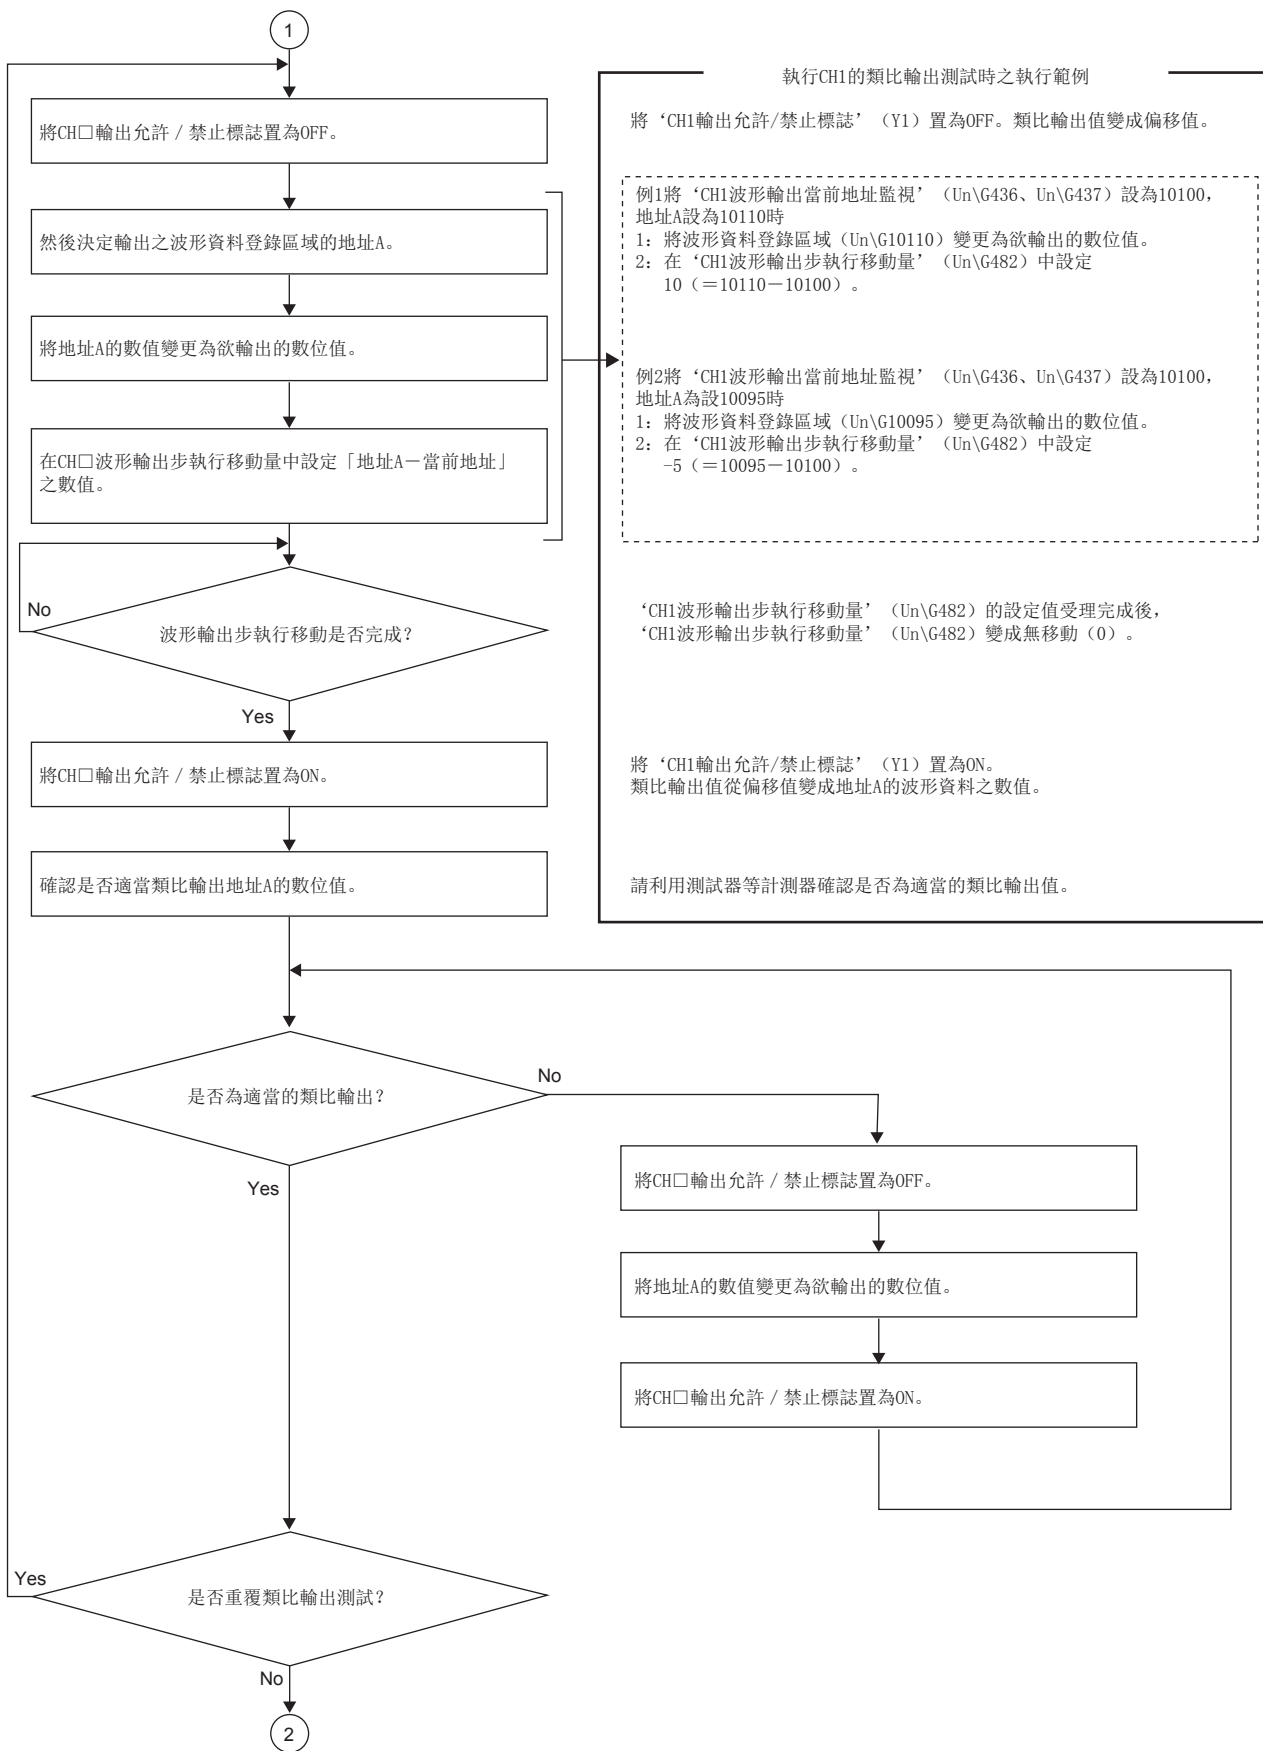 1
將CH□輸出允許／禁止標誌置為OFF。
然後決定輸出之波形資料登錄區域的地址A。
將地址A的數值變更為欲輸出的數位值。
在CH□波形輸出步執行移動量中設定「地址A－當前地址」
之數值。
No
波形輸出步執行移動是否完成？
Yes
將CH□輸出允許／禁止標誌置為ON。
確認是否適當類比輸出地址A的數位值。
執行CH1的類比輸出測試時之執行範例
將‘CH1輸出允許/禁止標誌’（Y1）置為OFF。類比輸出值變成偏移值。
例1將‘CH1波形輸出當前地址監視’（Un\G436、Un\G437）設為10100，
地址A設為10110時
1：將波形資料登錄區域（Un\G10110）變更為欲輸出的數位值。
2：在‘CH1波形輸出步執行移動量’（Un\G482）中設定
10（＝10110－10100）。
例2將‘CH1波形輸出當前地址監視’（Un\G436、Un\G437）設為10100，
地址A為設10095時
1：將波形資料登錄區域（Un\G10095）變更為欲輸出的數位值。
2：在‘CH1波形輸出步執行移動量’（Un\G482）中設定
-5（＝10095－10100）。
‘CH1波形輸出步執行移動量’（Un\G482）的設定值受理完成後，
‘CH1波形輸出步執行移動量’（Un\G482）變成無移動（0）。
將‘CH1輸出允許/禁止標誌’（Y1）置為ON。
類比輸出值從偏移值變成地址A的波形資料之數值。
請利用測試器等計測器確認是否為適當的類比輸出值。
是否為適當的類比輸出？
No
Yes
將CH□輸出允許／禁止標誌置為OFF。
將地址A的數值變更為欲輸出的數位值。
將CH□輸出允許／禁止標誌置為ON。
Yes
是否重覆類比輸出測試？
No
2